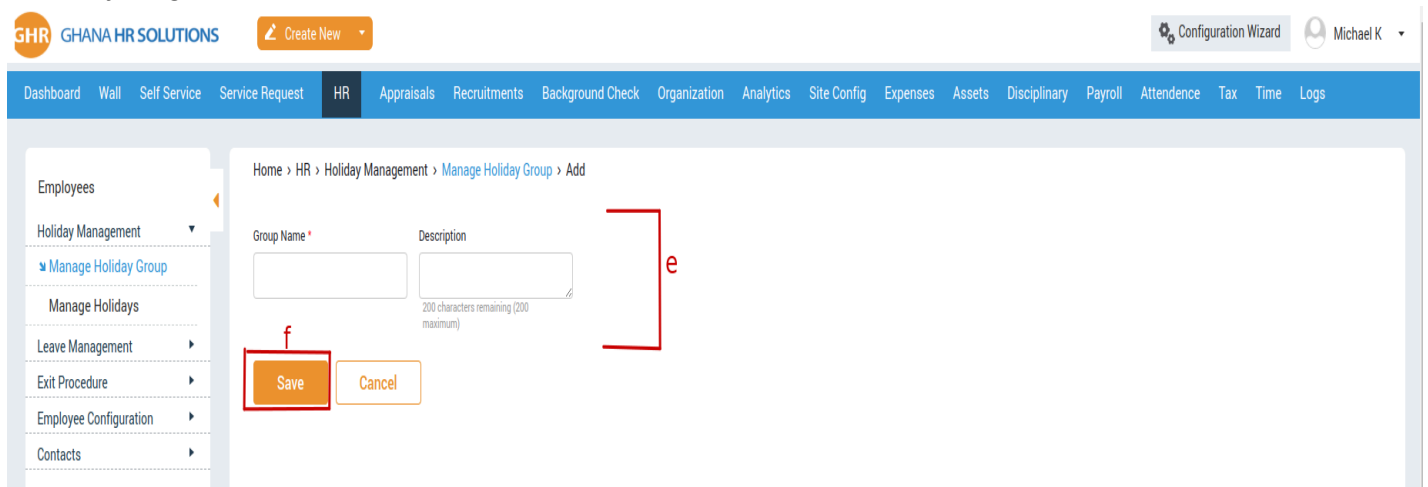 GHR GHANA HR SOLUTIONS Create New Configuration Wizard Michael K
Dashboard Wall Self Service Service Request HR Appraisals Recruitments Background Check Organization Analytics Site Config Expenses Assets Disciplinary Payroll Attendence Tax Time Logs
Home › HR › Holiday Management › Manage Holiday Group › Add
Employees
Holiday Management
Manage Holiday Group
Manage Holidays
Leave Management
Exit Procedure
Employee Configuration
Contacts
Group Name * Description
e
200 characters remaining (200
maximum)
f
Save Cancel